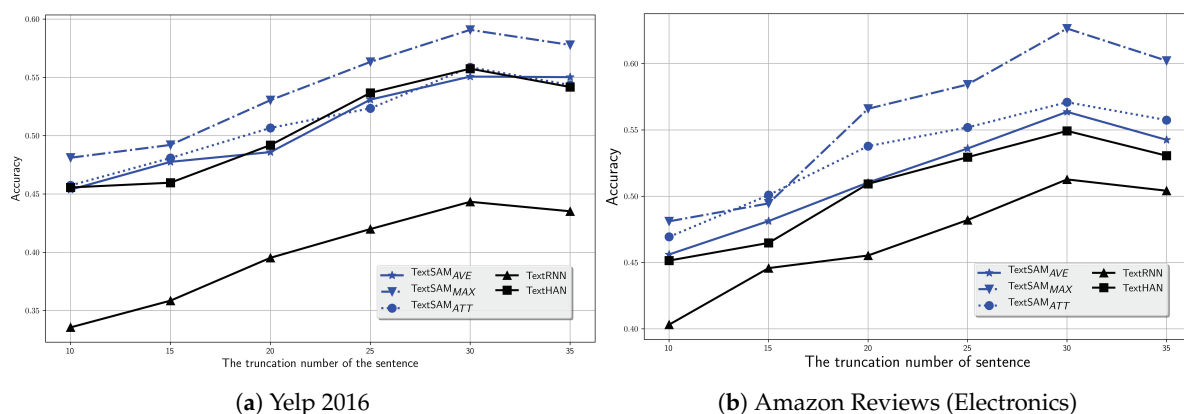 0.60
0.55
0.50
0.45
0.40
0.35
Accuracy
10 15 20 25 30 35
The truncation number of the sentence
TextSAM_AVE
TextSAM_MAX
TextSAM_ATT
TextRNN
TextHAN
(a) Yelp 2016
0.60
0.55
0.50
0.45
0.40
Accuracy
10 15 20 25 30 35
The truncation number of sentence
TextSAM_AVE
TextSAM_MAX
TextSAM_ATT
TextRNN
TextHAN
(b) Amazon Reviews (Electronics)